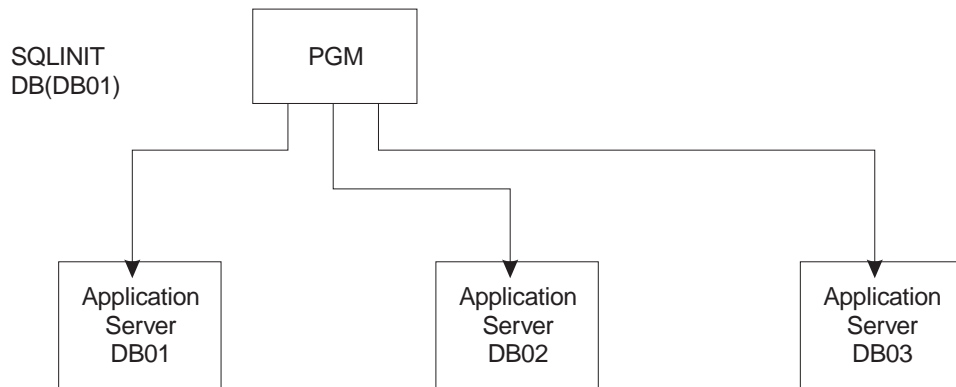 SQLINIT
DB(DB01)
PGM
Application
Server
DB01
Application
Server
DB02
Application
Server
DB03